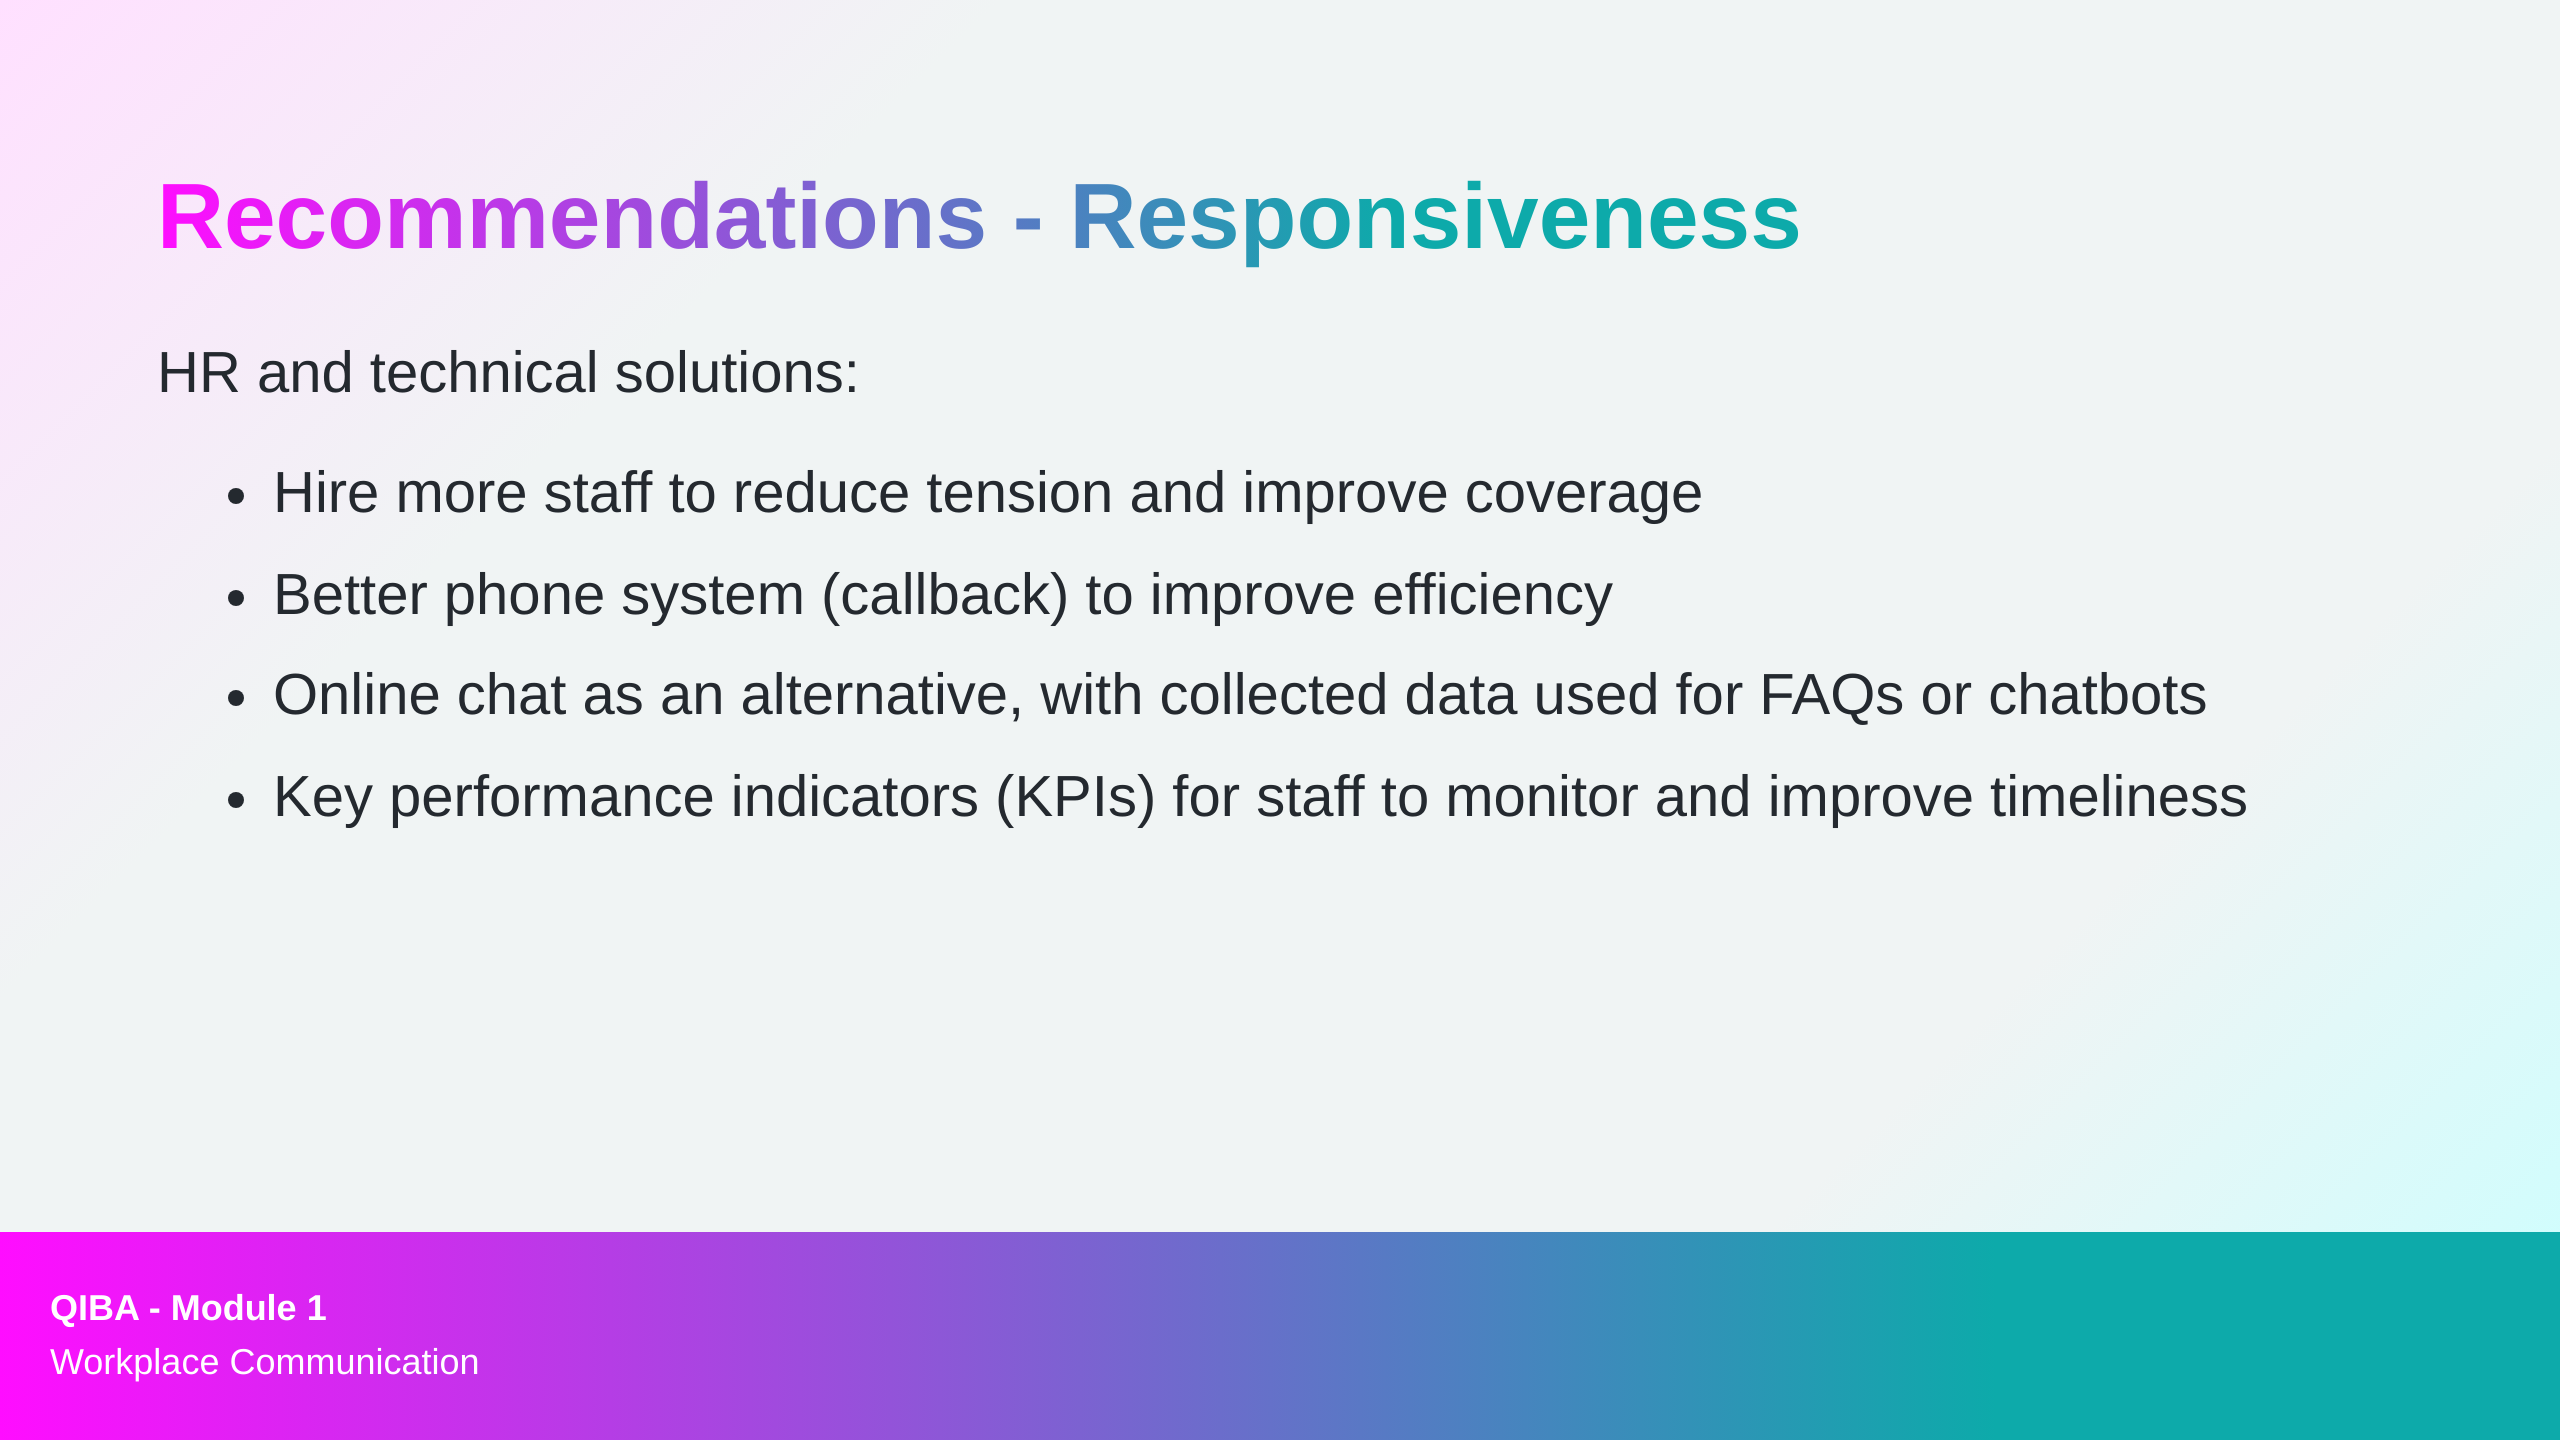 Recommendations - Responsiveness
HR and technical solutions:
• Hire more staff to reduce tension and improve coverage
• Better phone system (callback) to improve efficiency
• Online chat as an alternative, with collected data used for FAQs or chatbots
• Key performance indicators (KPIs) for staff to monitor and improve timeliness
QIBA - Module 1
Workplace Communication